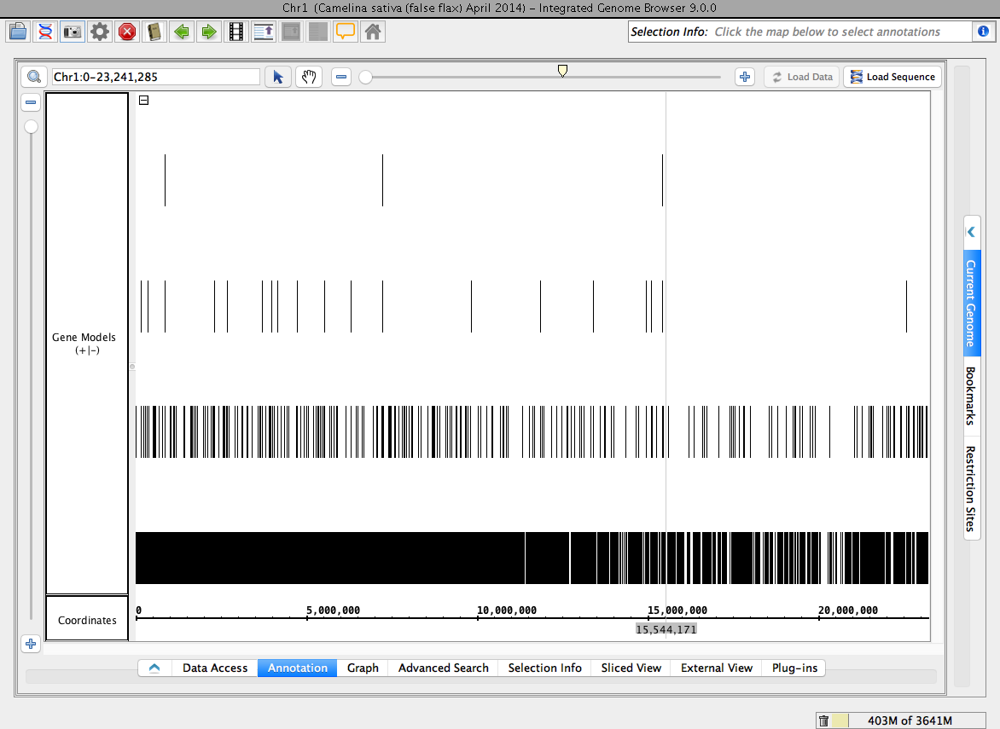 Chr1 (Camelina sativa (false flax) April 2014) – Integrated Genome Browser 9.0.0
Selection Info: Click the map below to select annotations
Chr1:0–23,241,285
Load Data
Load Sequence
Gene Models
(+|–)
Coordinates
0 5,000,000 10,000,000 15,000,000 20,000,000
15,544,171
Current Genome
Bookmarks
Restriction Sites
Data Access Annotation Graph Advanced Search Selection Info Sliced View External View Plug-ins
403M of 3641M